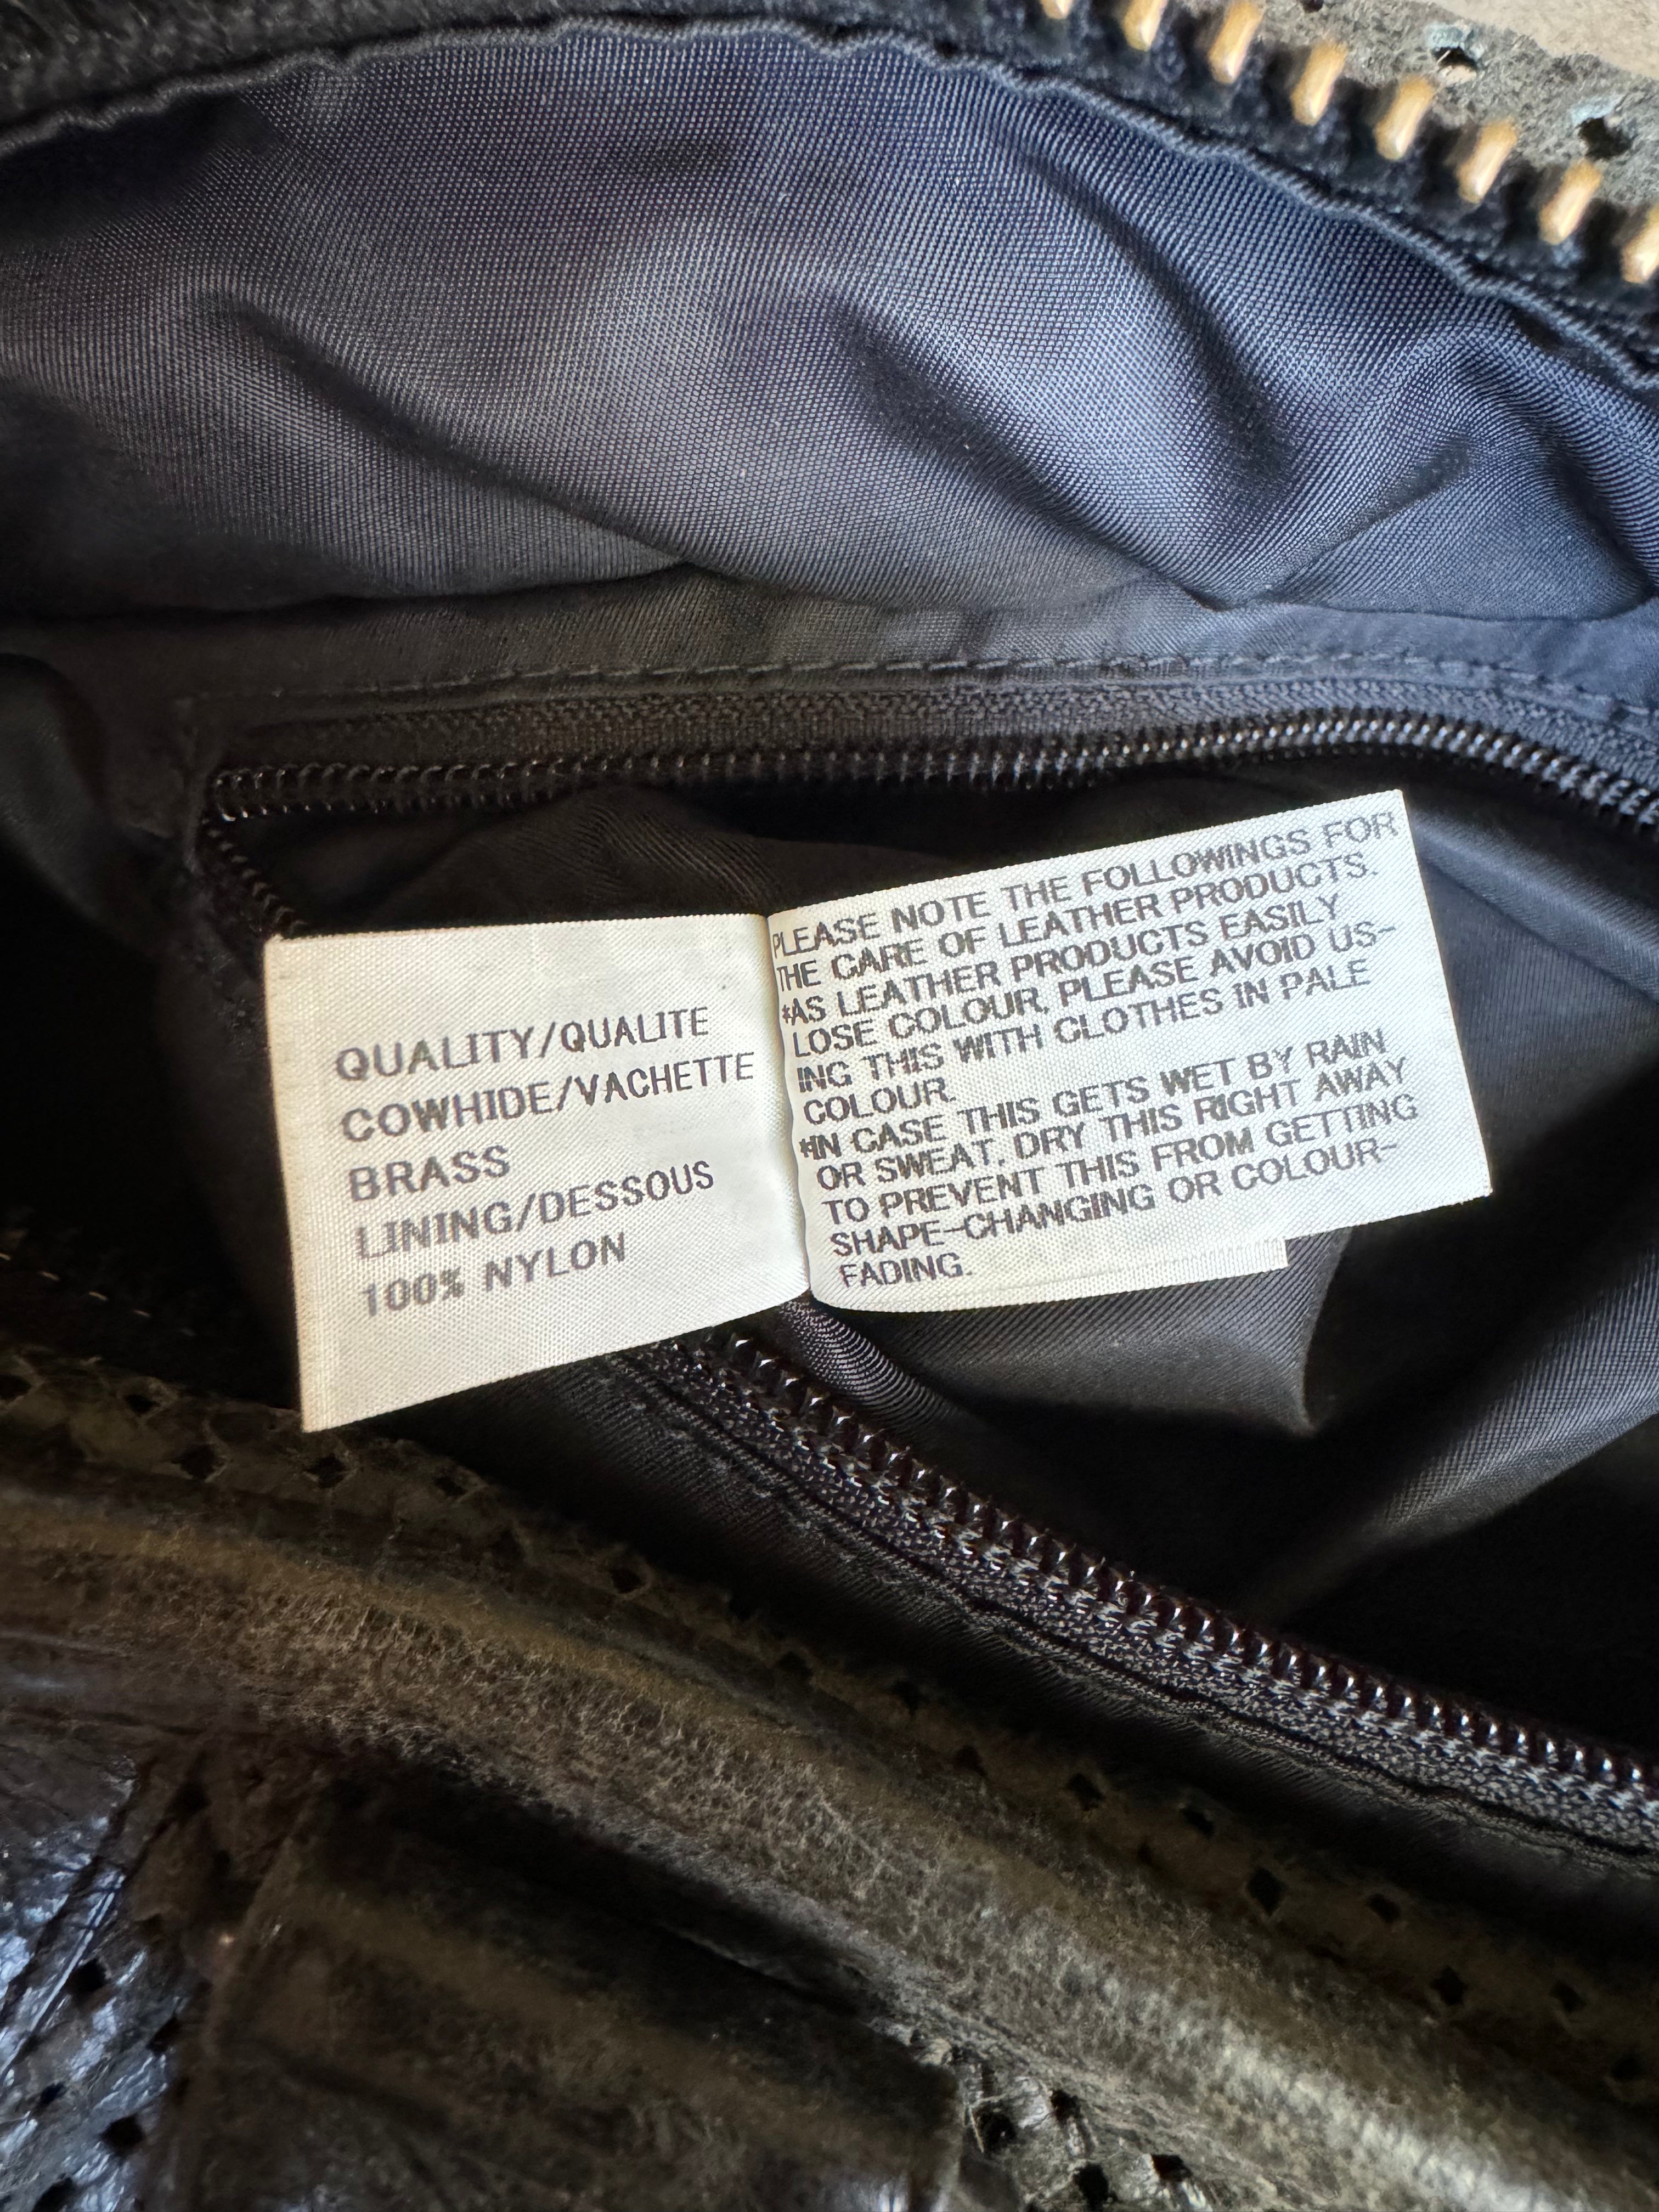 QUALITY/QUALITE
COWHIDE/VACHETTE
BRASS
LINING/DESSOUS
100% NYLON
PLEASE NOTE THE FOLLOWINGS FOR
THE CARE OF LEATHER PRODUCTS.
*AS LEATHER PRODUCTS EASILY
LOSE COLOUR, PLEASE AVOID US-
ING THIS WITH CLOTHES IN PALE
COLOUR.
*IN CASE THIS GETS WET BY RAIN
OR SWEAT, DRY THIS RIGHT AWAY
TO PREVENT THIS FROM GETTING
SHAPE-CHANGING OR COLOUR-
FADING.